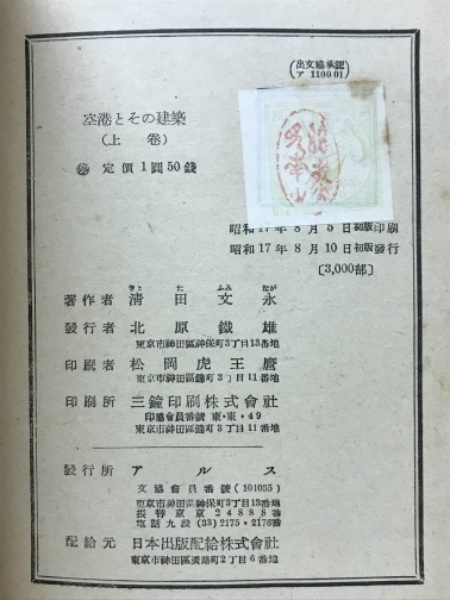 (出文協承認
ア 110001)
空港とその建築
(上 卷)
定價1圓50錢
昭和17年8月5日初版印刷
昭和17年8月10日初版發行
〔3,000部〕
きよ た ふみ なが
著作者 清田文永
發行者 北原鐵雄
東京市神田區神保町3丁目13番地
印刷者 松岡虎王麿
東京市神田區錦町3丁目11番地
印刷所 三鐘印刷株式會社
印協會員番號 東・東・49
東京市神田區錦町3丁目11番地
發行所 アルス
文協會員番號(101035)
東京市神田區神保町3丁目13番地
振替東京24888番
電話九段(33)2175・2176番
配給元 日本出版配給株式會社
東京市神田區淡路町2丁目6番地